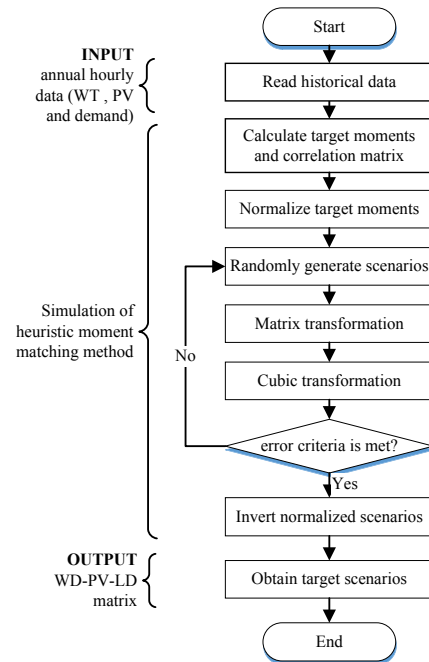 Start
INPUT
annual hourly
data (WT , PV
and demand)
Read historical data
Calculate target moments
and correlation matrix
Normalize target moments
Randomly generate scenarios
Simulation of
heuristic moment
matching method
No
Matrix transformation
Cubic transformation
error criteria is met?
Yes
Invert normalized scenarios
OUTPUT
WD-PV-LD
matrix
Obtain target scenarios
End